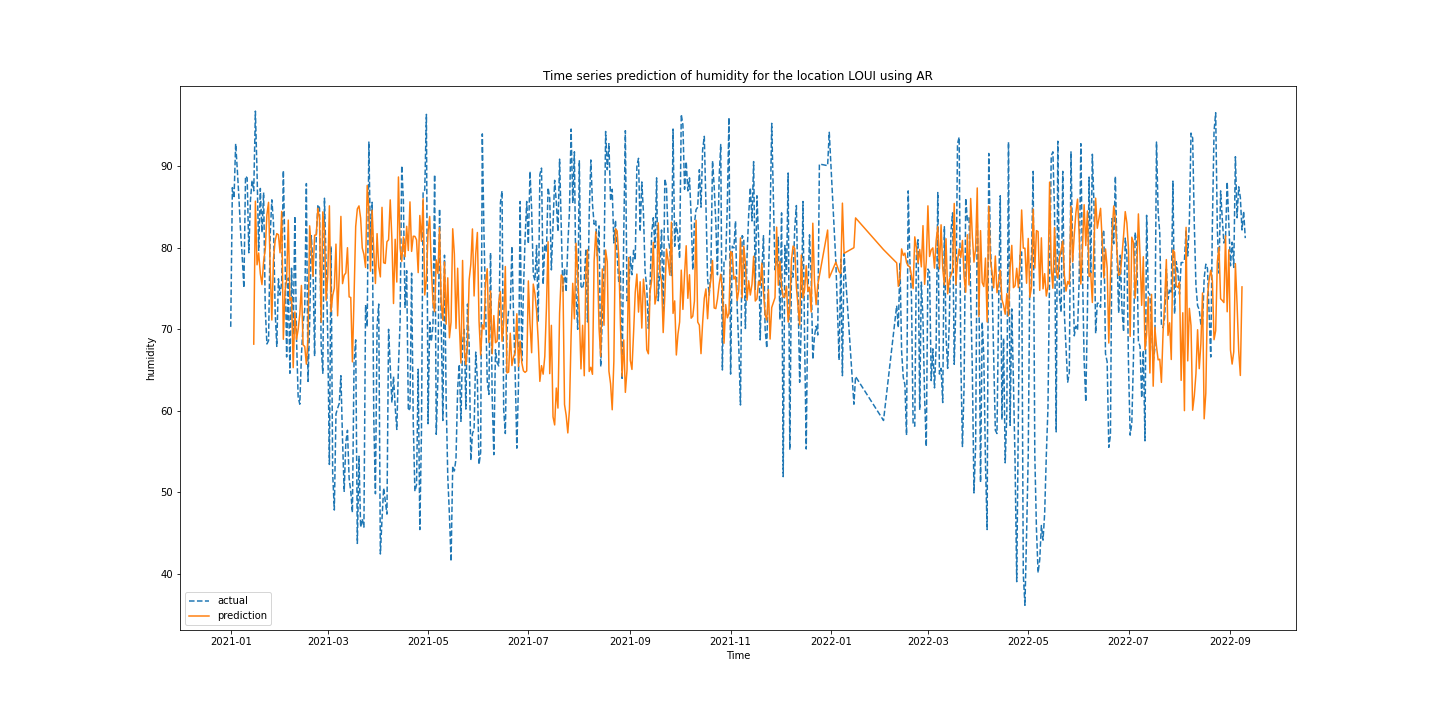 Time series prediction of humidity for the location LOUI using AR
humidity
90
80
70
60
50
40
actual
prediction
2021-01 2021-03 2021-05 2021-07 2021-09 2021-11 2022-01 2022-03 2022-05 2022-07 2022-09
Time